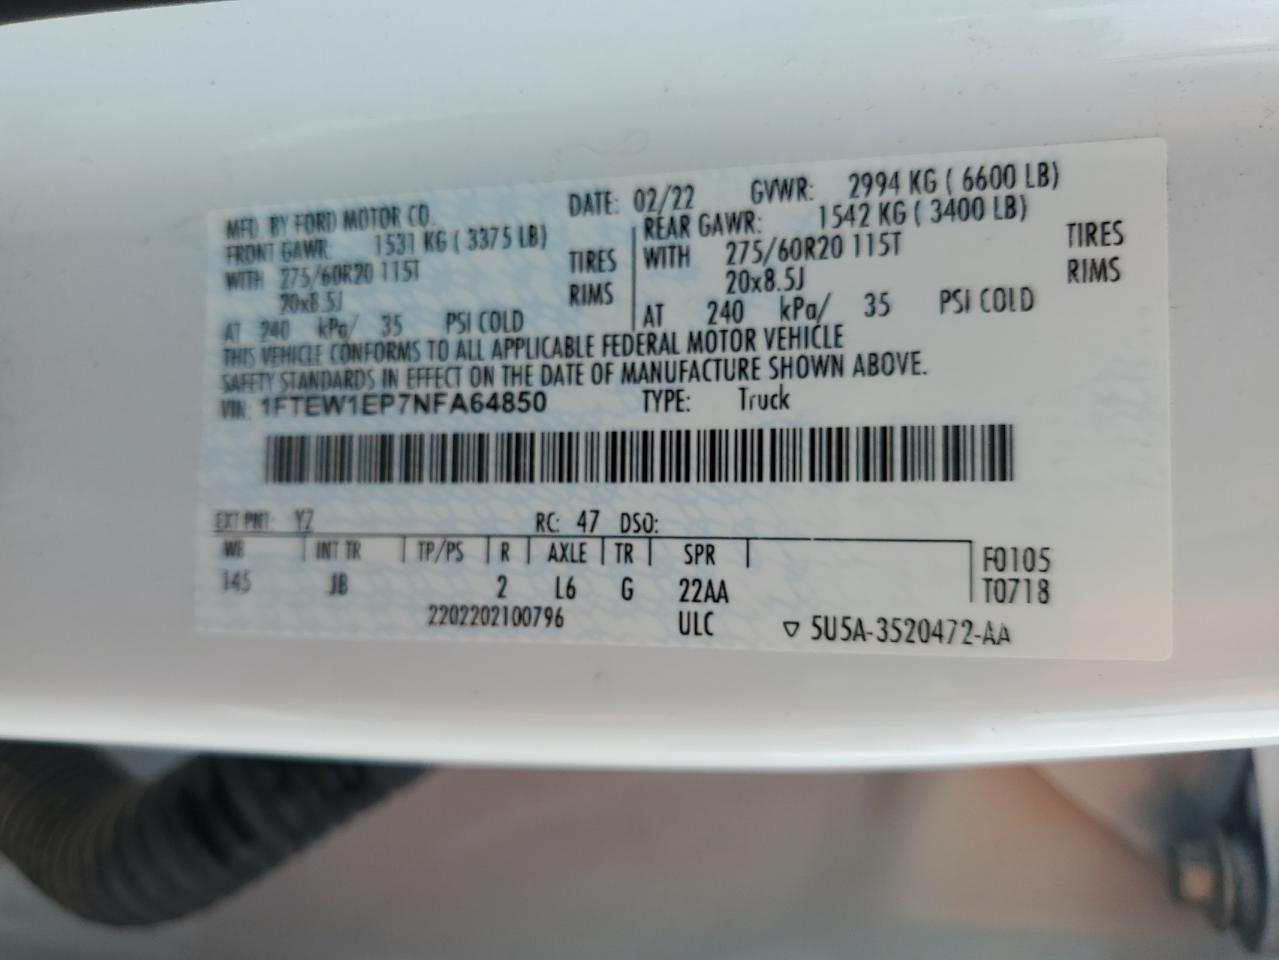 MFD. BY FORD MOTOR CO. DATE: 02/22 GVWR: 2994 KG ( 6600 LB)
FRONT GAWR: 1531 KG ( 3375 LB) REAR GAWR: 1542 KG ( 3400 LB)
WITH 275/60R20 115T TIRES WITH 275/60R20 115T TIRES
20x8.5J RIMS 20x8.5J RIMS
AT 240 kPa/ 35 PSI COLD AT 240 kPa/ 35 PSI COLD
THIS VEHICLE CONFORMS TO ALL APPLICABLE FEDERAL MOTOR VEHICLE
SAFETY STANDARDS IN EFFECT ON THE DATE OF MANUFACTURE SHOWN ABOVE.
VIN: 1FTEW1EP7NFA64850 TYPE: Truck
EXT PNT: YZ RC: 47 DSO:
WB INT TR TP/PS R AXLE TR SPR F0105
145 JB 2 L6 G 22AA T0718
2202202100796 ULC ▽ 5U5A-3520472-AA